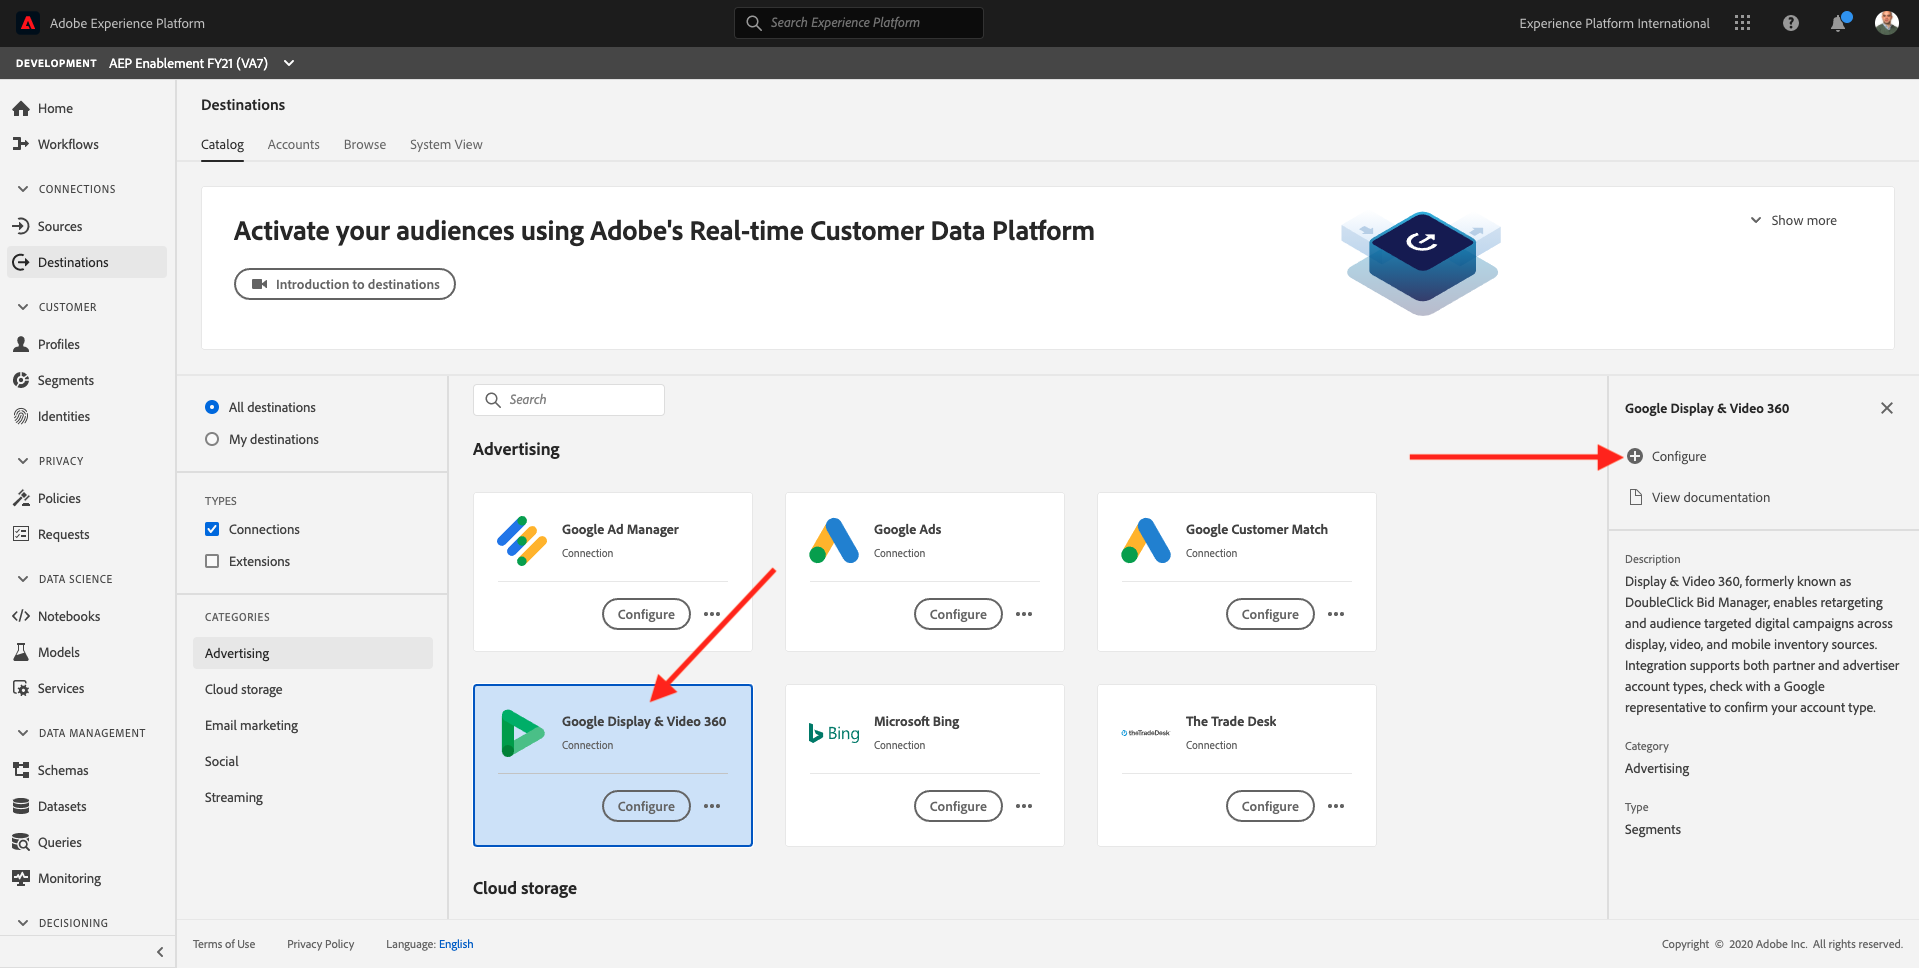 Adobe Experience Platform
Search Experience Platform
Experience Platform International
DEVELOPMENT AEP Enablement FY21 (VA7)
Home
Workflows
CONNECTIONS
Sources
Destinations
CUSTOMER
Profiles
Segments
Identities
PRIVACY
Policies
Requests
DATA SCIENCE
Notebooks
Models
Services
DATA MANAGEMENT
Schemas
Datasets
Queries
Monitoring
DECISIONING
Destinations
Catalog Accounts Browse System View
Activate your audiences using Adobe's Real-time Customer Data Platform
Show more
Introduction to destinations
All destinations
My destinations
TYPES
Connections
Extensions
CATEGORIES
Advertising
Cloud storage
Email marketing
Social
Streaming
Search
Advertising
Google Ad Manager
Connection
Configure
Google Ads
Connection
Configure
Google Customer Match
Connection
Configure
Google Display & Video 360
Connection
Configure
Bing
Microsoft Bing
Connection
Configure
theTradeDesk
The Trade Desk
Connection
Configure
Cloud storage
Google Display & Video 360
Configure
View documentation
Description
Display & Video 360, formerly known as
DoubleClick Bid Manager, enables retargeting
and audience targeted digital campaigns across
display, video, and mobile inventory sources.
Integration supports both partner and advertiser
account types, check with a Google
representative to confirm your account type.
Category
Advertising
Type
Segments
Terms of Use Privacy Policy Language: English
Copyright © 2020 Adobe Inc. All rights reserved.